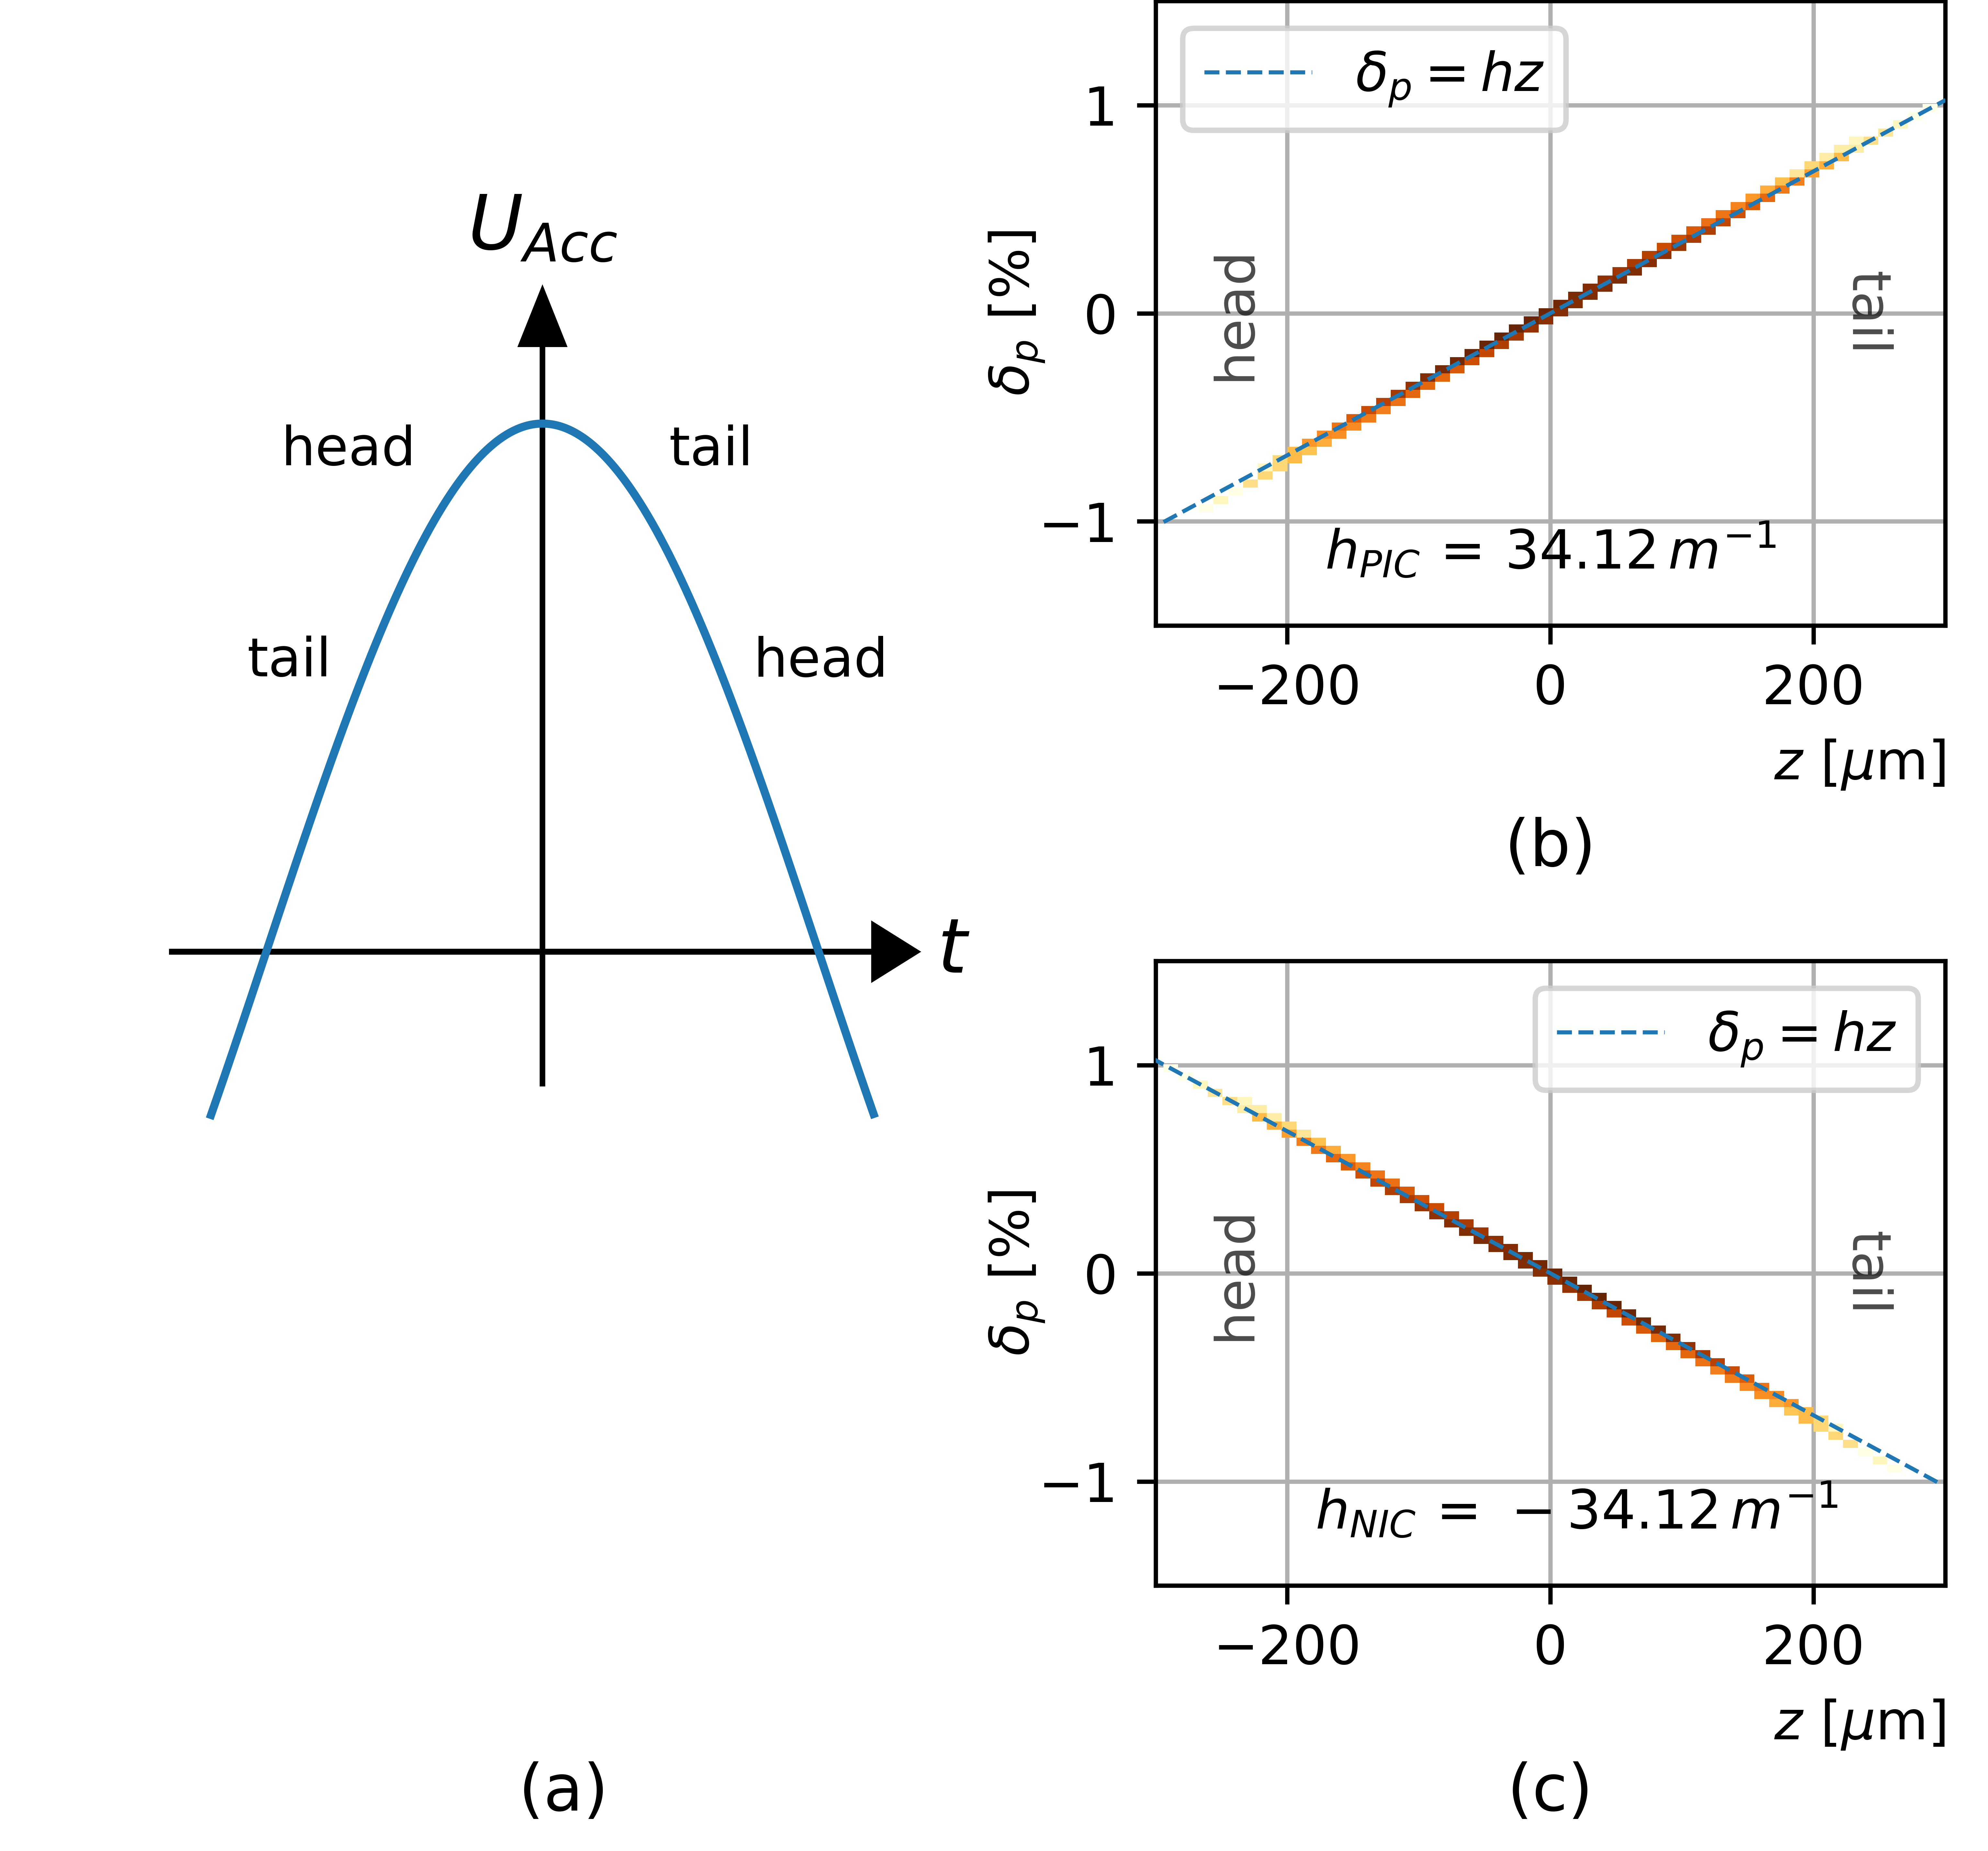 U_Acc
head
tail
tail
head
t
(a)
δ_p = hz
δ_p [%]
1
0
−1
head
tail
h_PIC = 34.12 m⁻¹
−200
0
200
z [μm]
(b)
δ_p = hz
δ_p [%]
1
0
−1
head
tail
h_NIC = −34.12 m⁻¹
−200
0
200
z [μm]
(c)